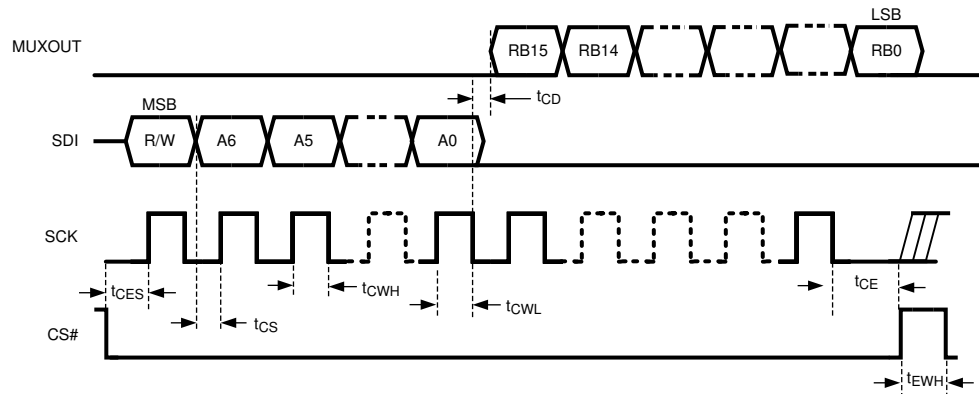 LSB
MUXOUT
RB15
RB14
RB0
tCD
MSB
SDI
R/W
A6
A5
A0
SCK
tCES
tCS
tCWH
tCWL
tCE
CS#
tEWH